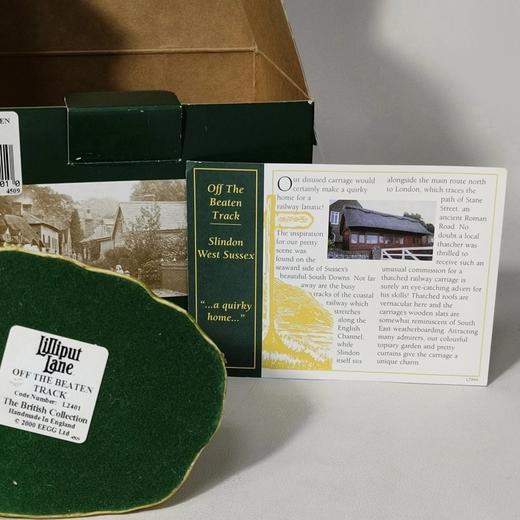 EN
01 0
4509
Off The
Beaten
Track
Slindon
West Sussex
"...a quirky
home..."
Our disused carriage would
certainly make a quirky
home for a
railway fanatic!
The inspiration
for our pretty
scene was
found on the
seaward side of Sussex's
beautiful South Downs. Not far
away are the busy
tracks of the coastal
railway which
stretches
along the
English
Channel,
while
Slindon
itself sits
alongside the main route north
to London, which traces the
path of Stane
Street, an
ancient Roman
Road. No
doubt a local
thatcher was
thrilled to
receive such an
unusual commission for a
thatched railway carriage is
surely an eye-catching advert for
his skills! Thatched roofs are
vernacular here and the
carriage's wooden slats are
somewhat reminiscent of South
East weatherboarding. Attracting
many admirers, our colourful
topiary garden and pretty
curtains give the carriage a
unique charm.
Lilliput
Lane
OFF THE BEATEN
TRACK
Code Number: L2401
The British Collection
Handmade In England
© 2000 EEGG Ltd